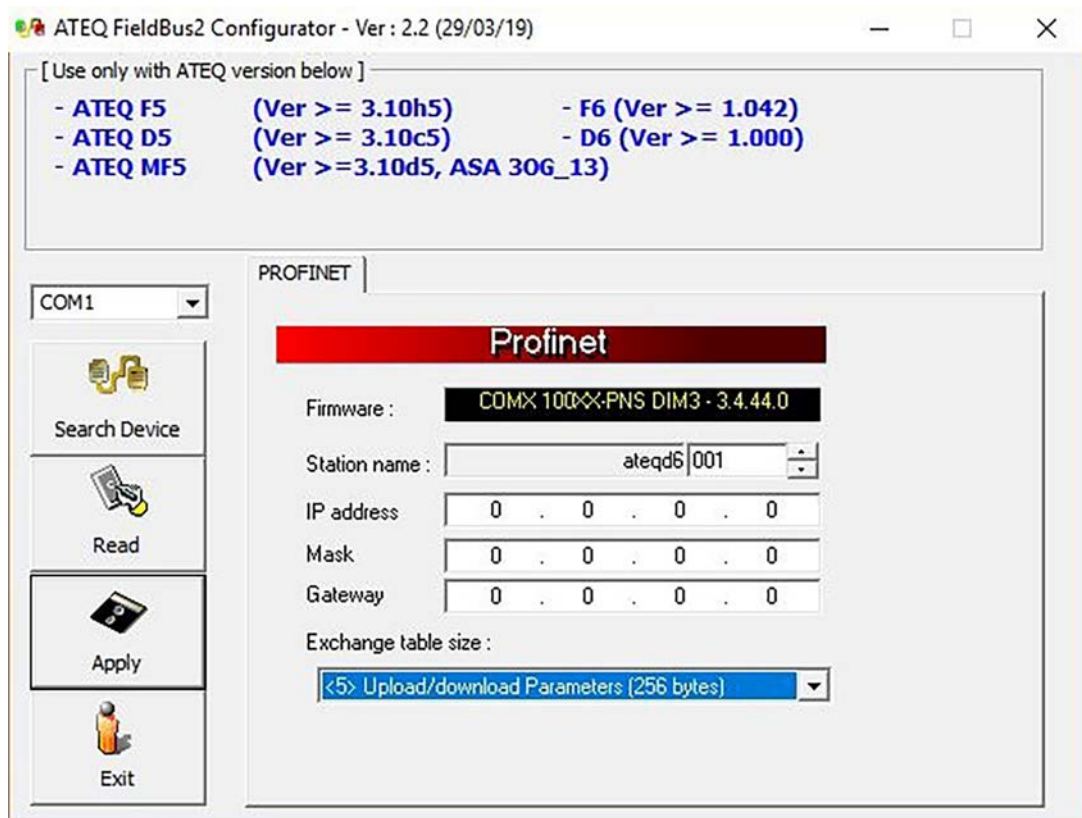 ATEQ FieldBus2 Configurator - Ver : 2.2 (29/03/19)
[ Use only with ATEQ version below ]
- ATEQ F5 (Ver >= 3.10h5) - F6 (Ver >= 1.042)
- ATEQ D5 (Ver >= 3.10c5) - D6 (Ver >= 1.000)
- ATEQ MF5 (Ver >=3.10d5, ASA 3OG_13)
COM1
Search Device
Read
Apply
Exit
PROFINET
Profinet
Firmware : COMX 100XX-PNS DIM3 - 3.4.44.0
Station name : ateqd6 001
IP address 0 . 0 . 0 . 0
Mask 0 . 0 . 0 . 0
Gateway 0 . 0 . 0 . 0
Exchange table size :
<5> Upload/download Parameters (256 bytes)